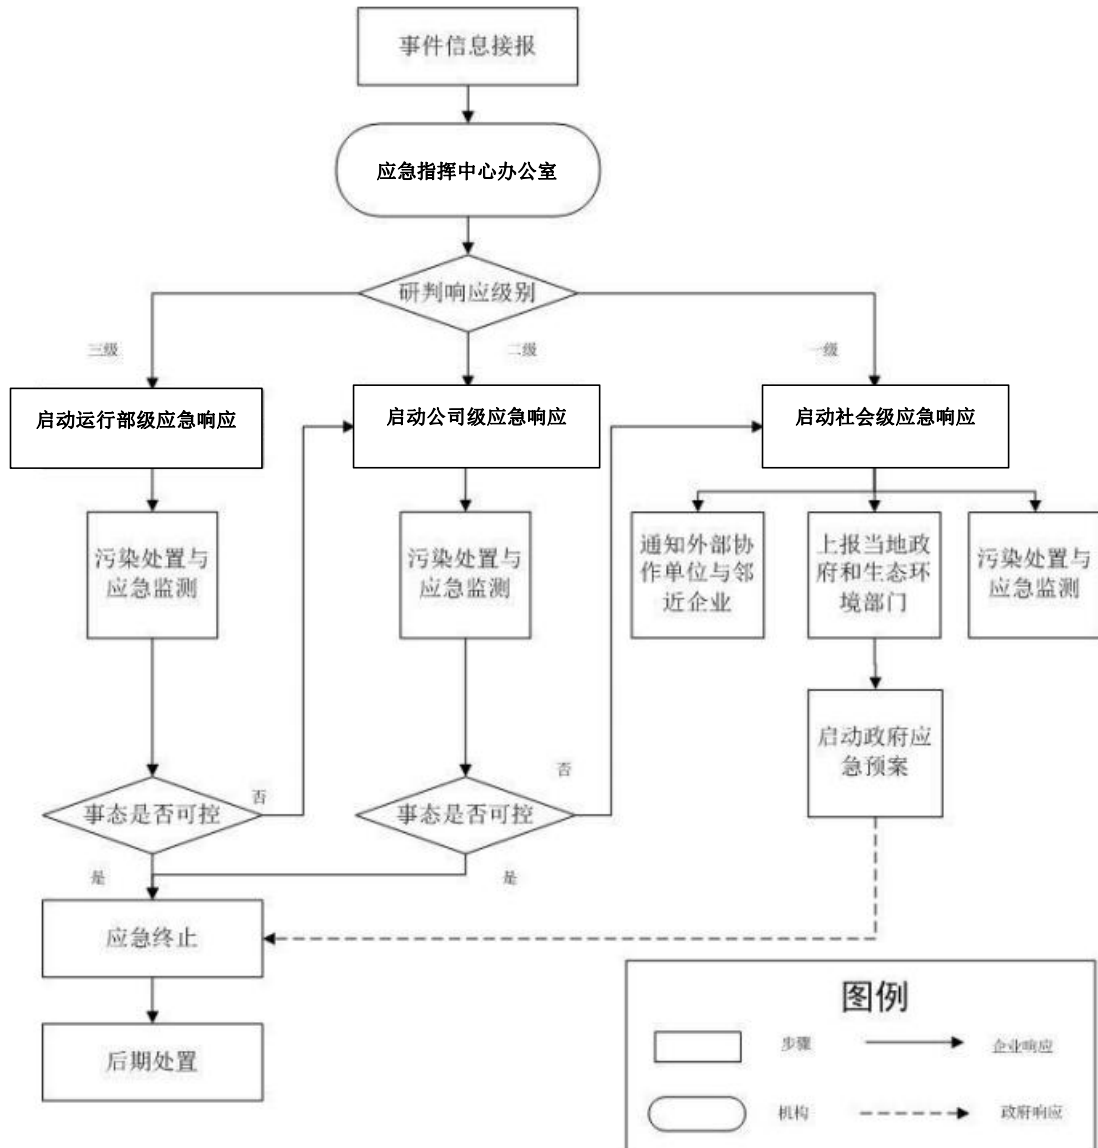 事件信息接报
应急指挥中心办公室
研判响应级别
三级
二级
一级
启动运行部级应急响应
启动公司级应急响应
启动社会级应急响应
污染处置与
应急监测
污染处置与
应急监测
通知外部协
作单位与邻
近企业
上报当地政
府和生态环
境部门
污染处置与
应急监测
启动政府应
急预案
事态是否可控
否
事态是否可控
否
是
是
应急终止
后期处置
图例
步骤
企业响应
机构
政府响应